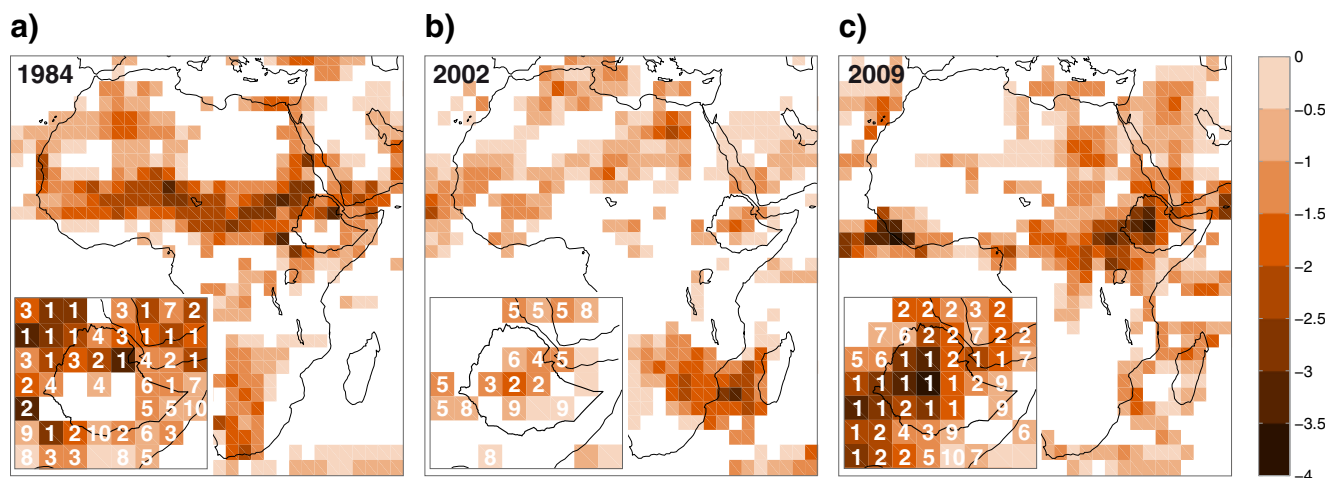 a)
b)
c)
1984
2002
2009
0
−0.5
−1
−1.5
−2
−2.5
−3
−3.5
−4
3 1 1 3 1 7 2
1 1 1 4 3 1 1 1
3 1 3 2 1 4 2 1
2 4 4 6 1 7
2 5 5 10
9 1 2 10 2 6 3
8 3 3 8 5
5 5 5 8
6 4 5
5 3 2 2
5 8 9 9
8
2 2 2 3 2
7 6 2 2 7 2 2
5 6 1 1 2 1 1 7
1 1 1 1 1 2 9
1 1 2 1 1 9
1 2 4 3 9 6
1 2 2 5 10 7